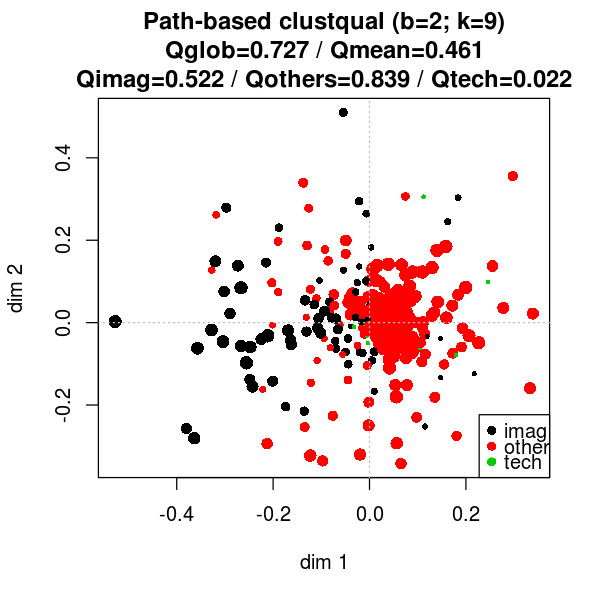 Path-based clustqual (b=2; k=9)
Qglob=0.727 / Qmean=0.461
Qimag=0.522 / Qothers=0.839 / Qtech=0.022
0.4
0.2
0.0
-0.2
dim 2
-0.4
-0.2
0.0
0.2
dim 1
imag
other
tech